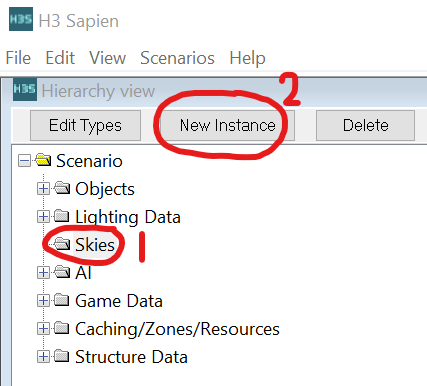 H3S H3 Sapien
File Edit View Scenarios Help
H3S Hierarchy view
2
Edit Types New Instance Delete
Scenario
Objects
Lighting Data
Skies 1
AI
Game Data
Caching/Zones/Resources
Structure Data